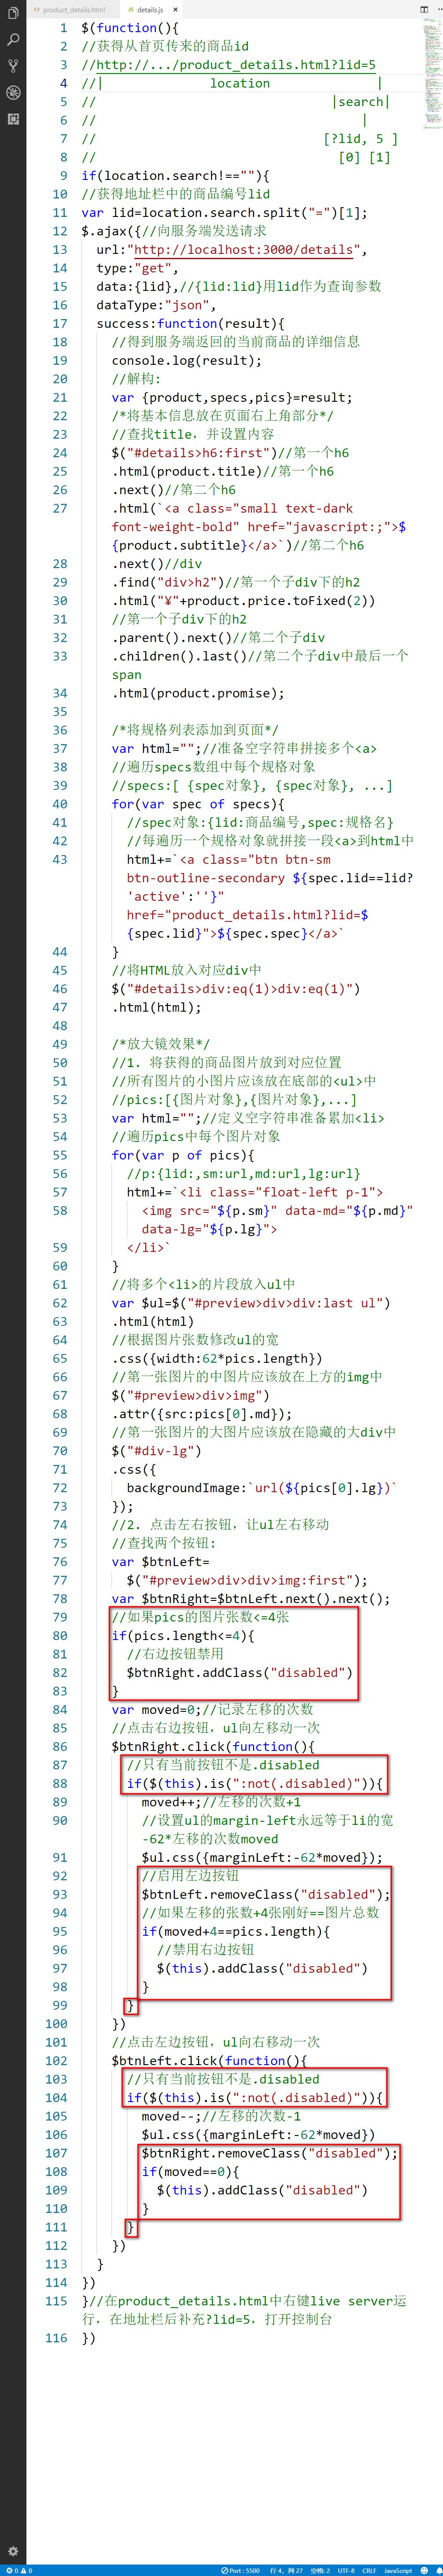 product_details.html
details.js ×
1 $(function(){
2 //获得从首页传来的商品id
3 //http://.../product_details.html?lid=5
4 //|              location              |
5 //                               |search|
6 //                                   |
7 //                              [?lid, 5 ]
8 //                                [0] [1]
9 if(location.search!==""){
10 //获得地址栏中的商品编号lid
11 var lid=location.search.split("=")[1];
12 $.ajax({//向服务端发送请求
13 url:"http://localhost:3000/details",
14 type:"get",
15 data:{lid},//{lid:lid}用lid作为查询参数
16 dataType:"json",
17 success:function(result){
18 //得到服务端返回的当前商品的详细信息
19 console.log(result);
20 //解构:
21 var {product,specs,pics}=result;
22 /*将基本信息放在页面右上角部分*/
23 //查找title, 并设置内容
24 $("#details>h6:first")//第一个h6
25 .html(product.title)//第一个h6
26 .next()//第二个h6
27 .html(`<a class="small text-dark
font-weight-bold" href="javascript:;">$
{product.subtitle}</a>`)//第二个h6
28 .next()//div
29 .find("div>h2")//第一个子div下的h2
30 .html("¥"+product.price.toFixed(2))
31 //第一个子div下的h2
32 .parent().next()//第二个子div
33 .children().last()//第二个子div中最后一个
span
34 .html(product.promise);
35
36 /*将规格列表添加到页面*/
37 var html="";//准备空字符串拼接多个<a>
38 //遍历specs数组中每个规格对象
39 //specs:[ {spec对象}, {spec对象}, ...]
40 for(var spec of specs){
41 //spec对象:{lid:商品编号,spec:规格名}
42 //每遍历一个规格对象就拼接一段<a>到html中
43 html+=`<a class="btn btn-sm
btn-outline-secondary ${spec.lid==lid?
'active':''}"
href="product_details.html?lid=$
{spec.lid}">${spec.spec}</a>`
44 }
45 //将HTML放入对应div中
46 $("#details>div:eq(1)>div:eq(1)")
47 .html(html);
48
49 /*放大镜效果*/
50 //1. 将获得的商品图片放到对应位置
51 //所有图片的小图片应该放在底部的<ul>中
52 //pics:[{图片对象},{图片对象},...]
53 var html="";//定义空字符串准备累加<li>
54 //遍历pics中每个图片对象
55 for(var p of pics){
56 //p:{lid:,sm:url,md:url,lg:url}
57 html+=`<li class="float-left p-1">
58 <img src="${p.sm}" data-md="${p.md}"
data-lg="${p.lg}">
59 </li>`
60 }
61 //将多个<li>的片段放入ul中
62 var $ul=$("#preview>div>div:last ul")
63 .html(html)
64 //根据图片张数修改ul的宽
65 .css({width:62*pics.length})
66 //第一张图片的中图片应该放在上方的img中
67 $("#preview>div>img")
68 .attr({src:pics[0].md});
69 //第一张图片的大图片应该放在隐藏的大div中
70 $("#div-lg")
71 .css({
72 backgroundImage:`url(${pics[0].lg})`
73 });
74 //2. 点击左右按钮, 让ul左右移动
75 //查找两个按钮:
76 var $btnLeft=
77 $("#preview>div>div>img:first");
78 var $btnRight=$btnLeft.next().next();
79 //如果pics的图片张数<=4张
80 if(pics.length<=4){
81 //右边按钮禁用
82 $btnRight.addClass("disabled")
83 }
84 var moved=0;//记录左移的次数
85 //点击右边按钮, ul向左移动一次
86 $btnRight.click(function(){
87 //只有当前按钮不是.disabled
88 if($(this).is(":not(.disabled)")){
89 moved++;//左移的次数+1
90 //设置ul的margin-left永远等于li的宽
-62*左移的次数moved
91 $ul.css({marginLeft:-62*moved});
92 //启用左边按钮
93 $btnLeft.removeClass("disabled");
94 //如果左移的张数+4张刚好==图片总数
95 if(moved+4==pics.length){
96 //禁用右边按钮
97 $(this).addClass("disabled")
98 }
99 }
100 })
101 //点击左边按钮, ul向右移动一次
102 $btnLeft.click(function(){
103 //只有当前按钮不是.disabled
104 if($(this).is(":not(.disabled)")){
105 moved--;//左移的次数-1
106 $ul.css({marginLeft:-62*moved})
107 $btnRight.removeClass("disabled");
108 if(moved==0){
109 $(this).addClass("disabled")
110 }
111 }
112 })
113 }
114 })
115 }//在product_details.html中右键live server运
行, 在地址栏后补充?lid=5, 打开控制台
116 })
0 0 Port : 5500 行 4, 列 27 空格: 2 UTF-8 CRLF JavaScript